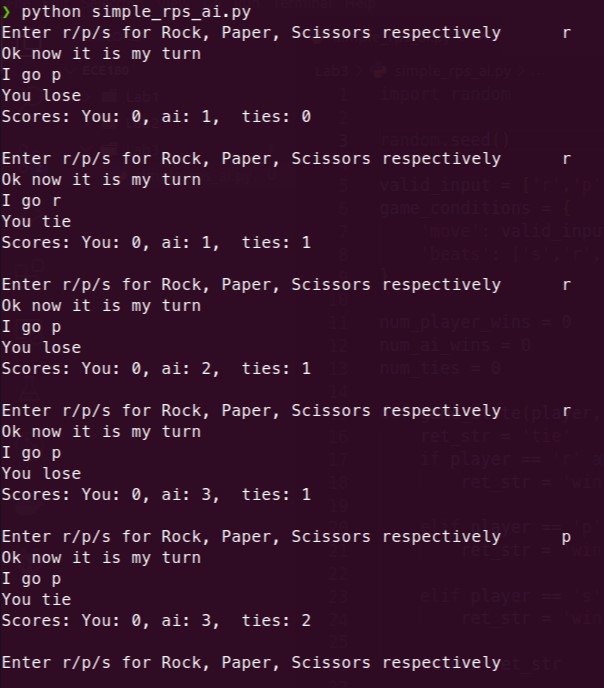 ❯ python simple_rps_ai.py
Enter r/p/s for Rock, Paper, Scissors respectively      r
Ok now it is my turn
I go p
You lose
Scores: You: 0, ai: 1,  ties: 0
Enter r/p/s for Rock, Paper, Scissors respectively      r
Ok now it is my turn
I go r
You tie
Scores: You: 0, ai: 1,  ties: 1
Enter r/p/s for Rock, Paper, Scissors respectively      r
Ok now it is my turn
I go p
You lose
Scores: You: 0, ai: 2,  ties: 1
Enter r/p/s for Rock, Paper, Scissors respectively      r
Ok now it is my turn
I go p
You lose
Scores: You: 0, ai: 3,  ties: 1
Enter r/p/s for Rock, Paper, Scissors respectively      p
Ok now it is my turn
I go p
You tie
Scores: You: 0, ai: 3,  ties: 2
Enter r/p/s for Rock, Paper, Scissors respectively